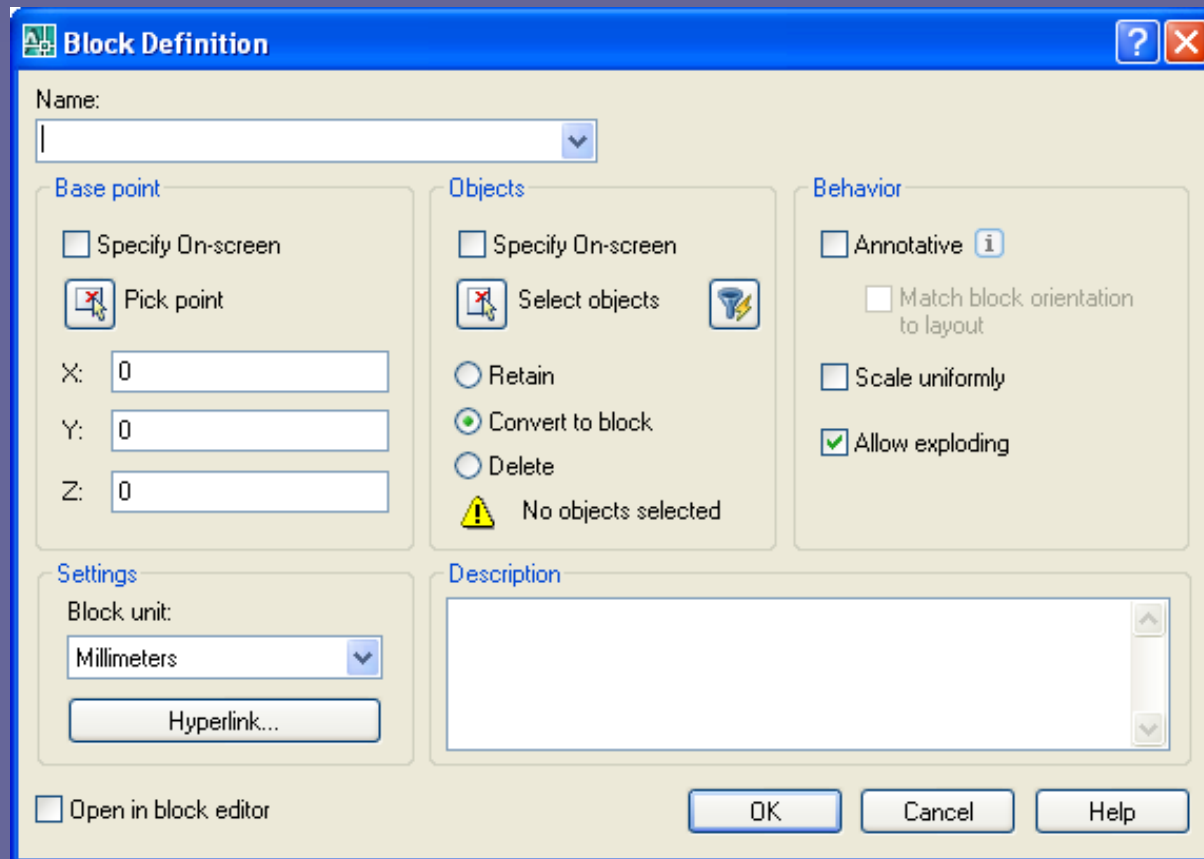 Block Definition
Name:
Base point
Specify On-screen
Pick point
X: 0
Y: 0
Z: 0
Objects
Specify On-screen
Select objects
Retain
Convert to block
Delete
No objects selected
Behavior
Annotative
Match block orientation
to layout
Scale uniformly
Allow exploding
Settings
Block unit:
Millimeters
Hyperlink...
Description
Open in block editor
OK
Cancel
Help